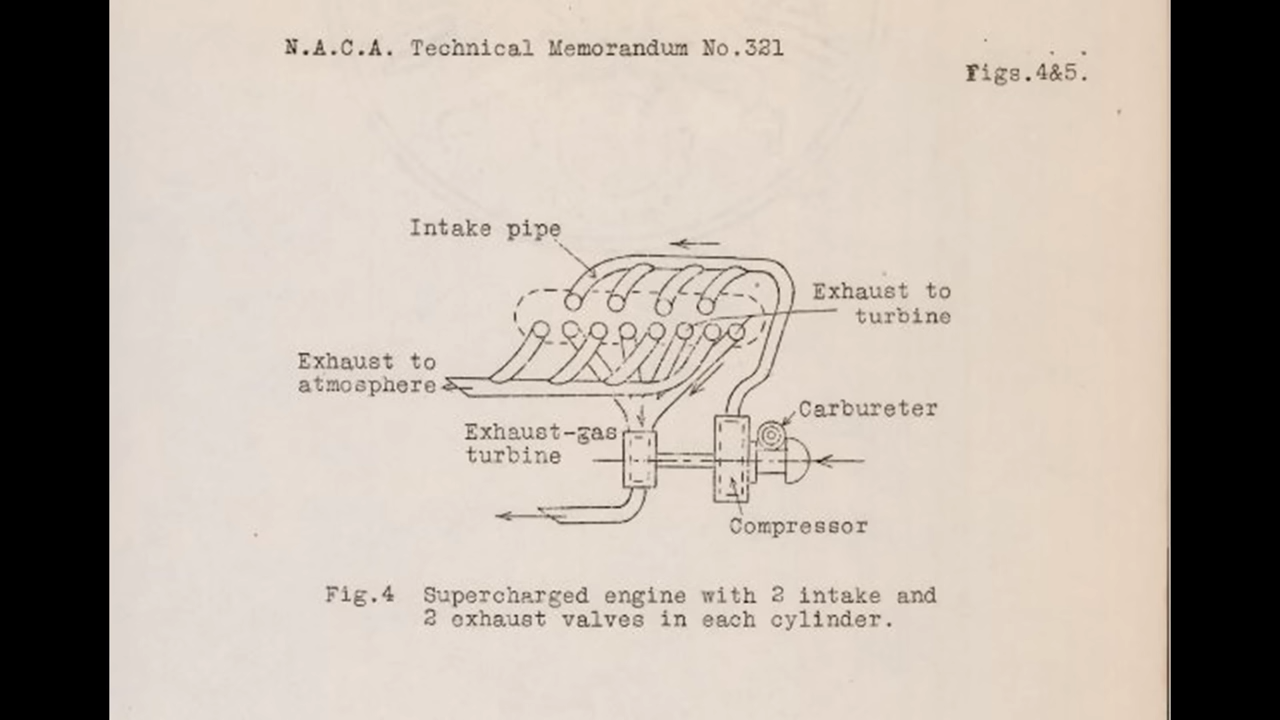 N.A.C.A. Technical Memorandum No.321
Figs.4&5.
Intake pipe
Exhaust to
turbine
Exhaust to
atmosphere
Carbureter
Exhaust-gas
turbine
Compressor
Fig.4 Supercharged engine with 2 intake and
2 exhaust valves in each cylinder.